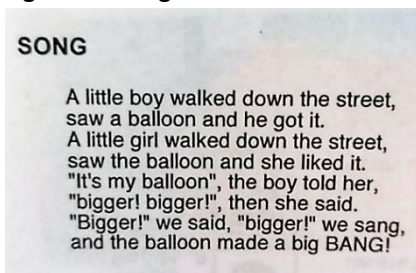 SONG
A little boy walked down the street,
saw a balloon and he got it.
A little girl walked down the street,
saw the balloon and she liked it.
"It's my balloon", the boy told her,
"bigger! bigger!", then she said.
"Bigger!" we said, "bigger!" we sang,
and the balloon made a big BANG!